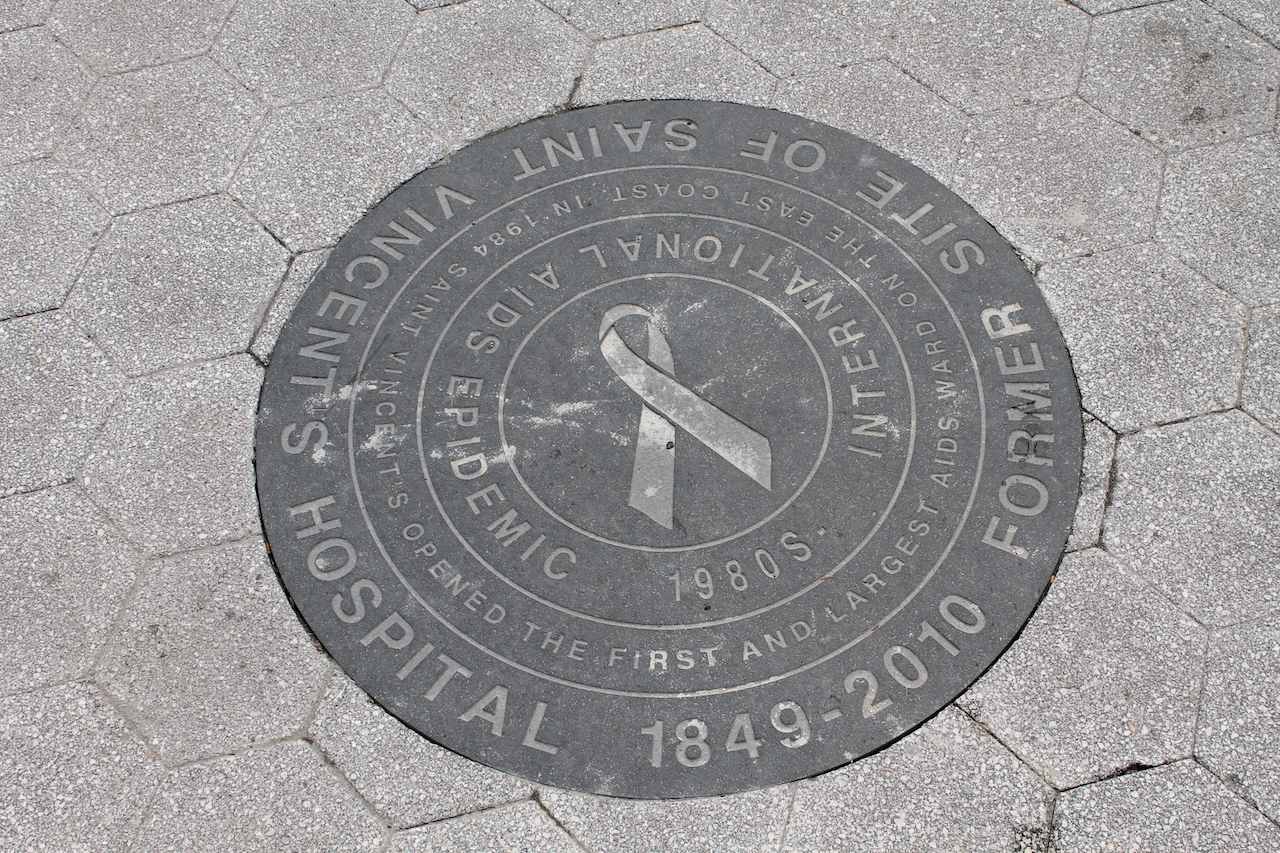 FORMER SITE OF SAINT VINCENT'S HOSPITAL 1849-2010
IN 1984 SAINT VINCENT'S OPENED THE FIRST AND LARGEST AIDS WARD ON THE EAST COAST.
INTERNATIONAL AIDS EPIDEMIC 1980S.